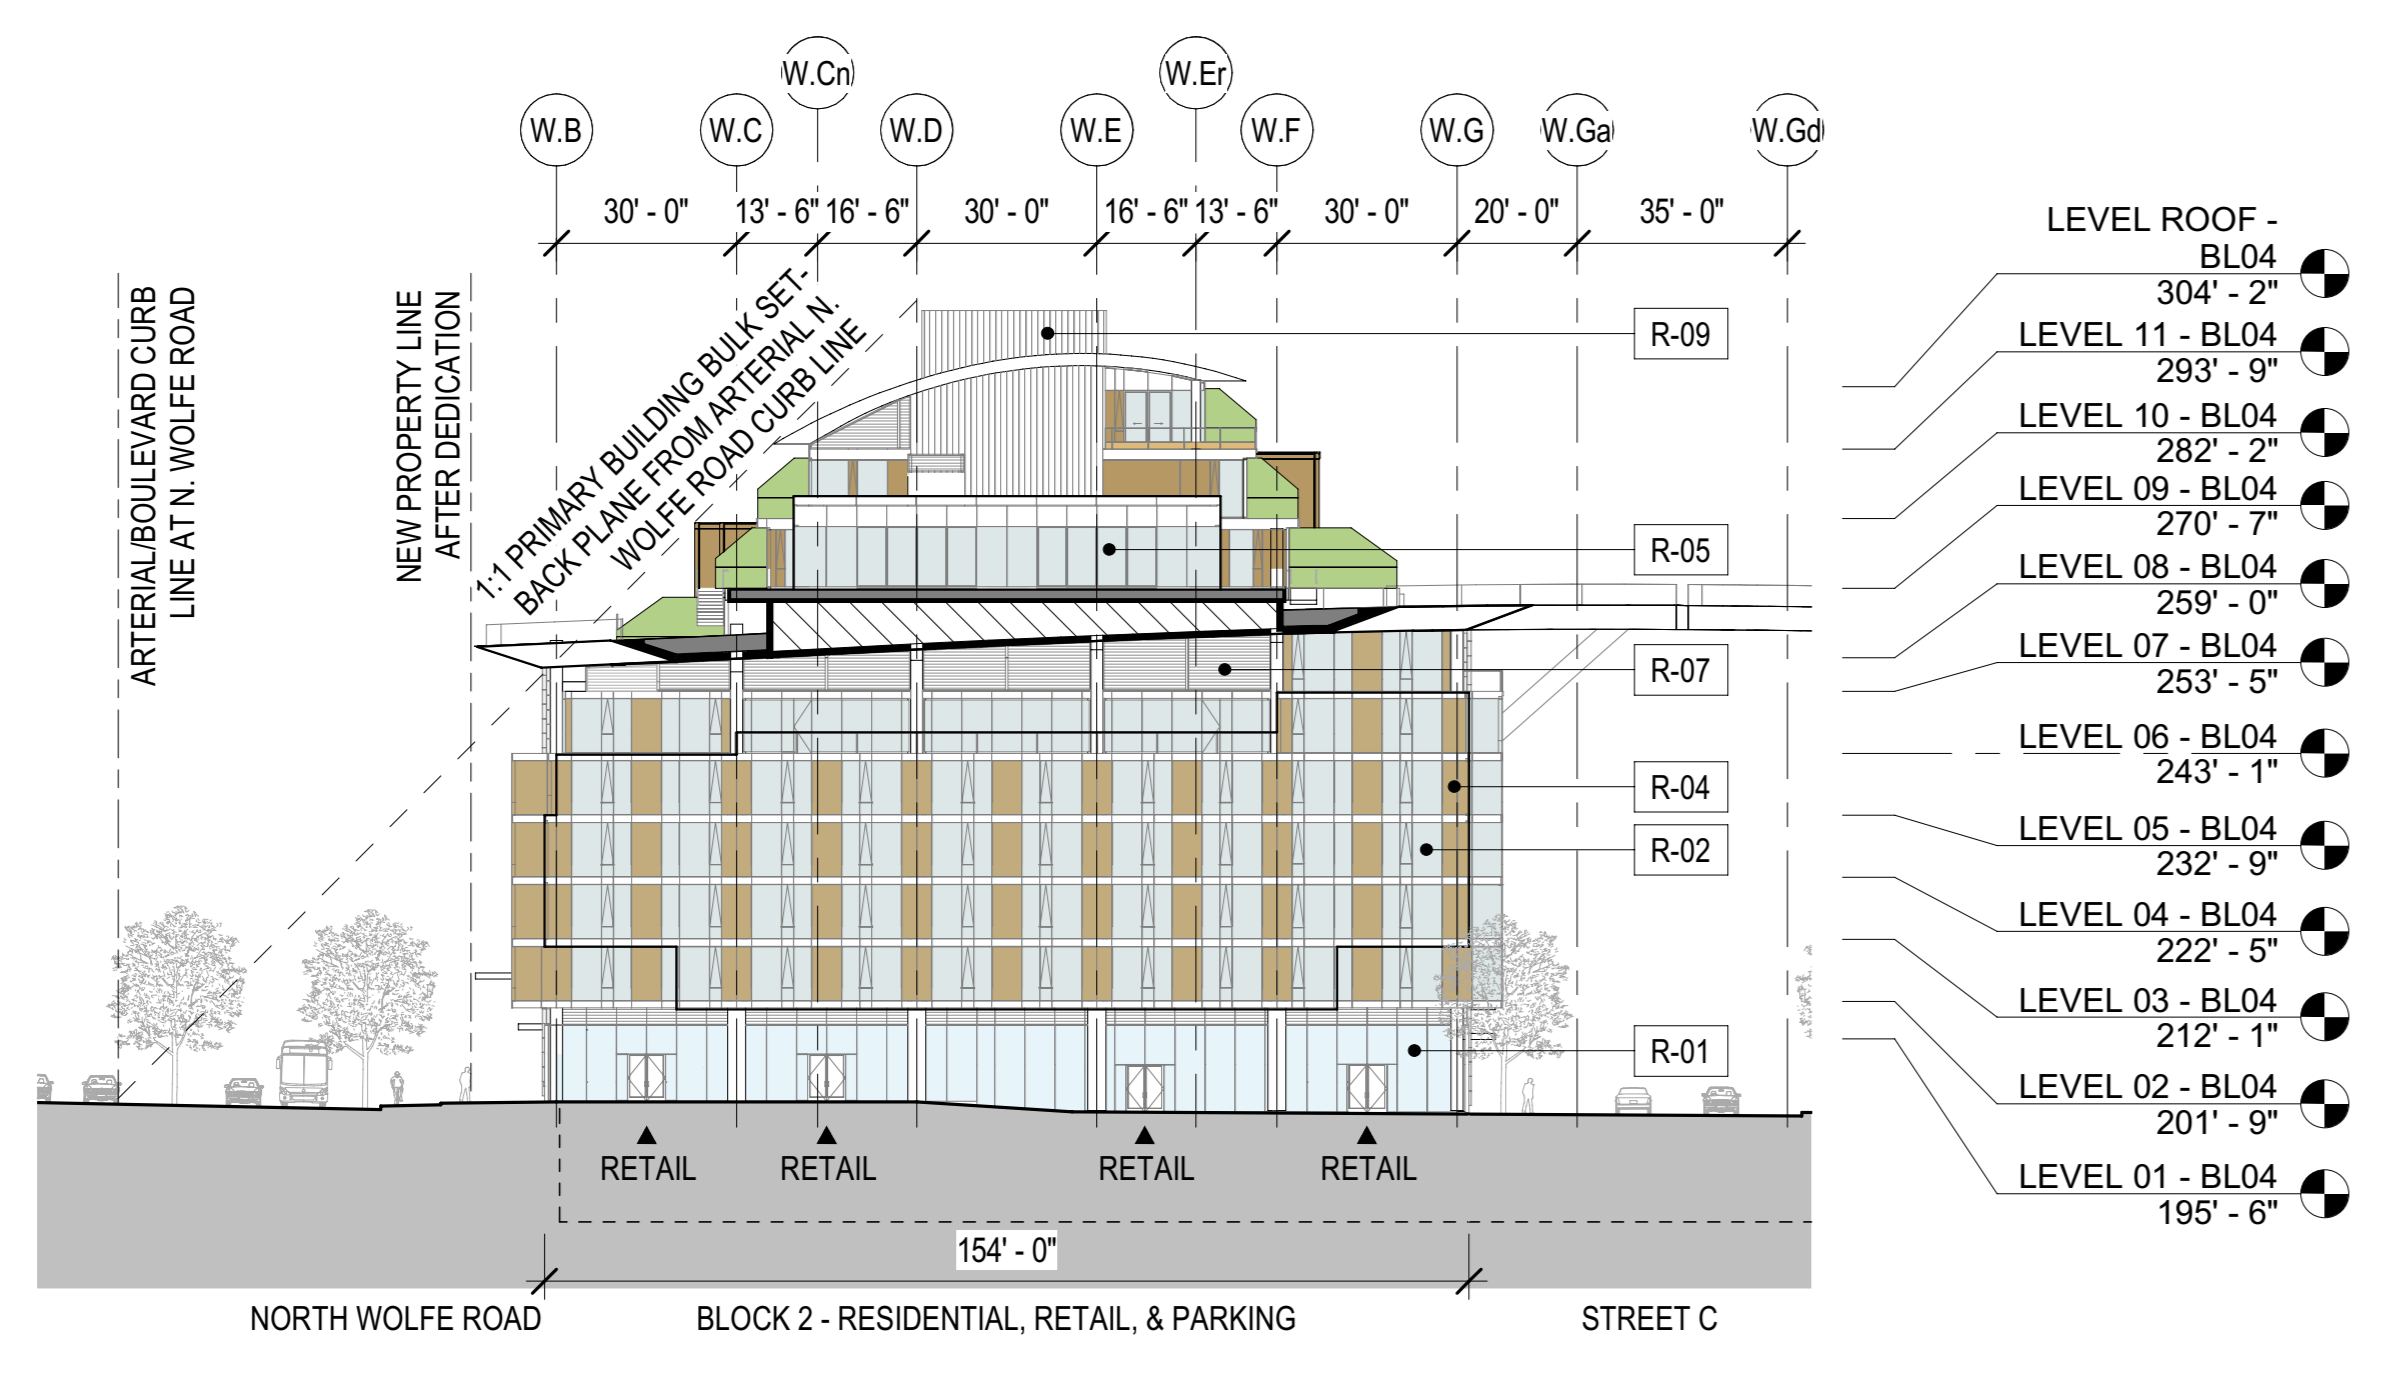 W.Cn
W.Er
W.B
W.C
W.D
W.E
W.F
W.G
W.Ga
W.Gd
30' - 0"
13' - 6"
16' - 6"
30' - 0"
16' - 6"
13' - 6"
30' - 0"
20' - 0"
35' - 0"
ARTERIAL/BOULEVARD CURB
LINE AT N. WOLFE ROAD
NEW PROPERTY LINE
AFTER DEDICATION
1:1 PRIMARY BUILDING BULK SET-
BACK PLANE FROM ARTERIAL N.
WOLFE ROAD CURB LINE
R-09
R-05
R-07
R-04
R-02
R-01
LEVEL ROOF -
BL04
304' - 2"
LEVEL 11 - BL04
293' - 9"
LEVEL 10 - BL04
282' - 2"
LEVEL 09 - BL04
270' - 7"
LEVEL 08 - BL04
259' - 0"
LEVEL 07 - BL04
253' - 5"
LEVEL 06 - BL04
243' - 1"
LEVEL 05 - BL04
232' - 9"
LEVEL 04 - BL04
222' - 5"
LEVEL 03 - BL04
212' - 1"
LEVEL 02 - BL04
201' - 9"
LEVEL 01 - BL04
195' - 6"
RETAIL
RETAIL
RETAIL
RETAIL
154' - 0"
NORTH WOLFE ROAD
BLOCK 2 - RESIDENTIAL, RETAIL, & PARKING
STREET C